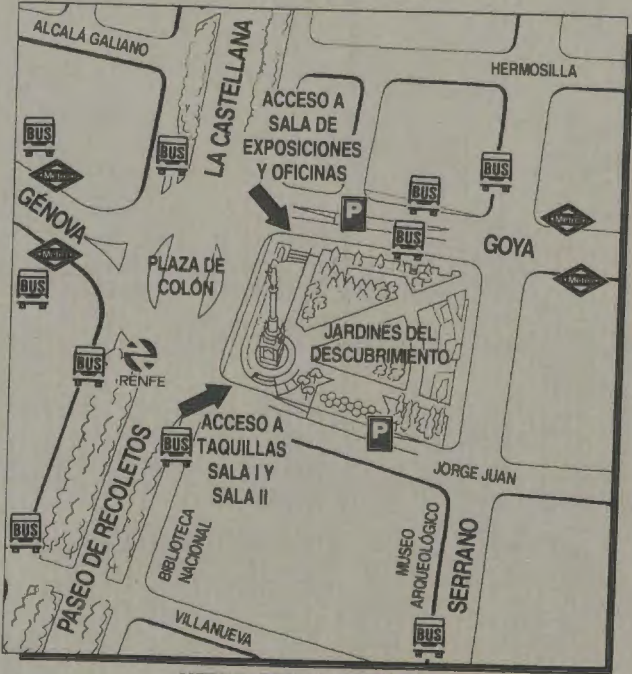 ALCALÁ GALIANO
LA CASTELLANA
HERMOSILLA
ACCESO A
SALA DE
EXPOSICIONES
Y OFICINAS
BUS
BUS
BUS
BUS
BUS
Metro
Metro
P
GÉNOVA
GOYA
Metro
Metro
BUS
PLAZA DE
COLÓN
JARDINES DEL
DESCUBRIMIENTO
BUS
RENFE
ACCESO A
TAQUILLAS
SALA I Y
SALA II
BUS
P
JORGE JUAN
PASEO DE RECOLETOS
BUS
BIBLIOTECA
NACIONAL
MUSEO
ARQUEOLÓGICO
SERRANO
VILLANUEVA
BUS